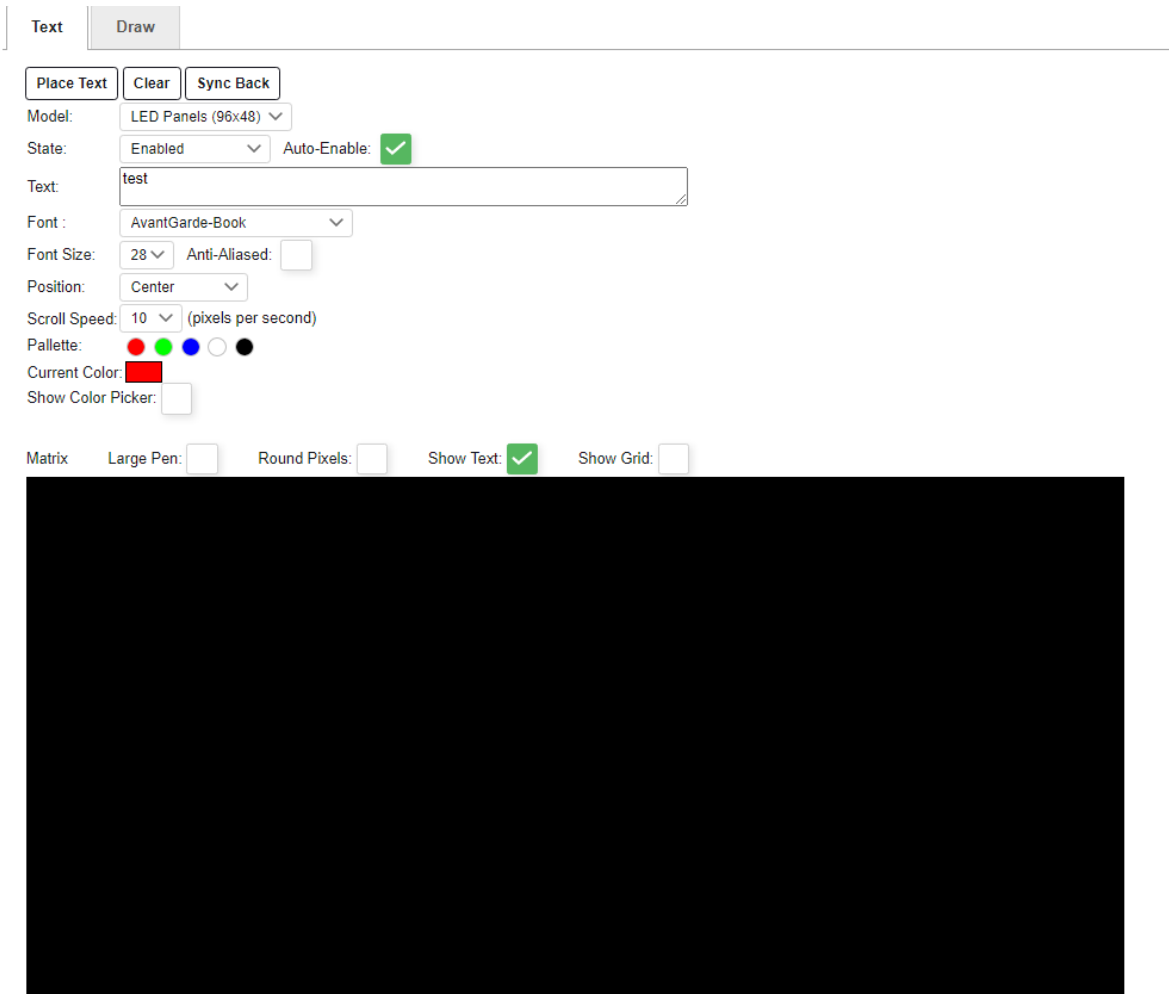 Text Draw
Place Text Clear Sync Back
Model: LED Panels (96x48)
State: Enabled Auto-Enable:
Text: test
Font : AvantGarde-Book
Font Size: 28 Anti-Aliased:
Position: Center
Scroll Speed: 10 (pixels per second)
Pallette:
Current Color:
Show Color Picker:
Matrix Large Pen: Round Pixels: Show Text: Show Grid: